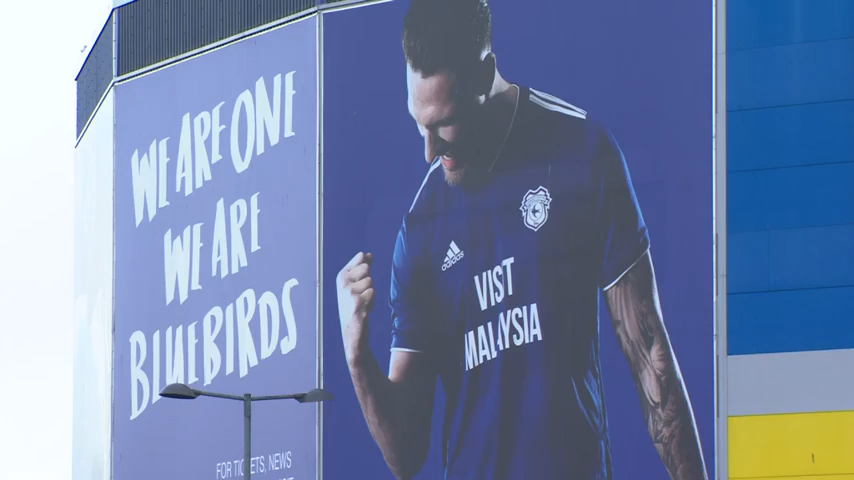 WE ARE ONE
WE ARE
BLUEBIRDS
FOR TICKETS, NEWS
adidas
VIST
MALAYSIA